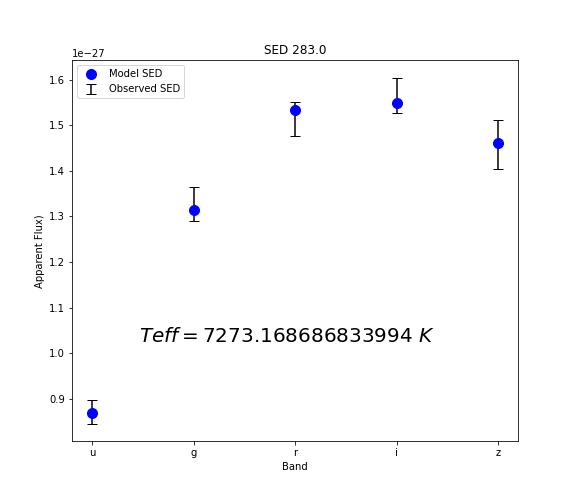 SED 283.0
1e−27
Model SED
Observed SED
1.6
1.5
1.4
1.3
1.2
1.1
1.0
0.9
Apparent Flux)
Teff = 7273.168686833994 K
u g r i z
Band